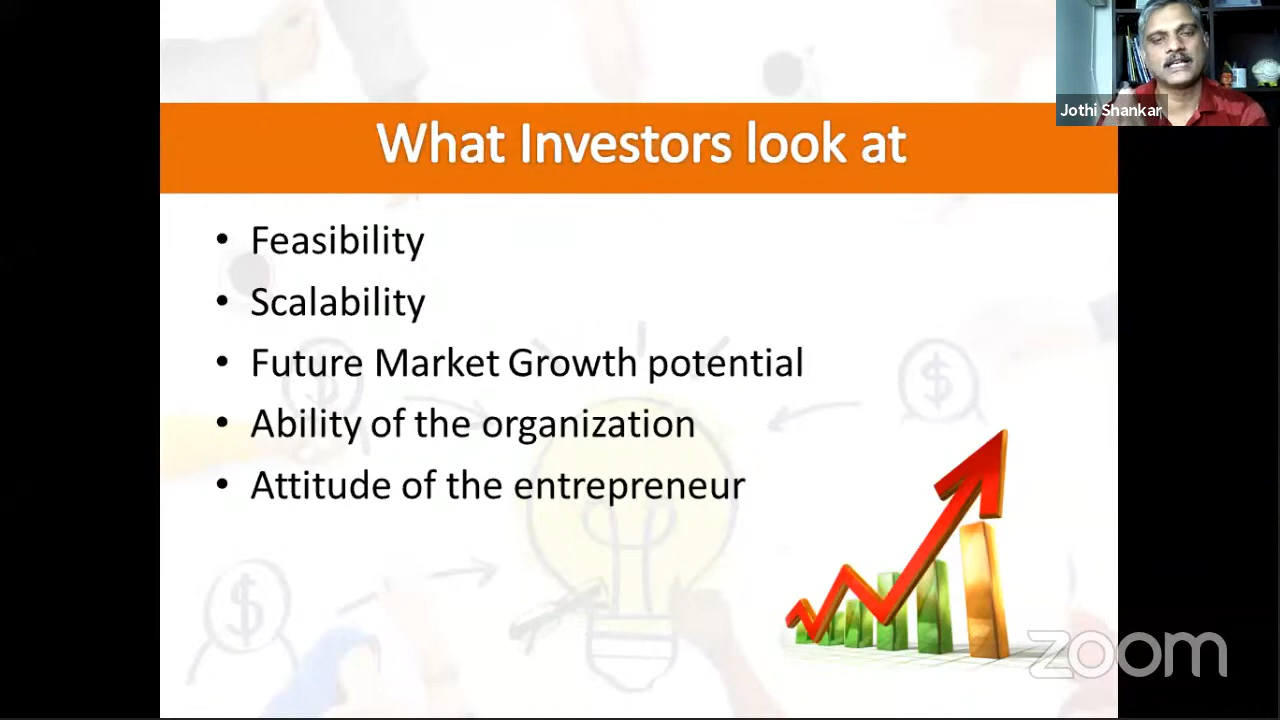 What Investors look at
Jothi Shankar
• Feasibility
• Scalability
• Future Market Growth potential
• Ability of the organization
• Attitude of the entrepreneur
zoom